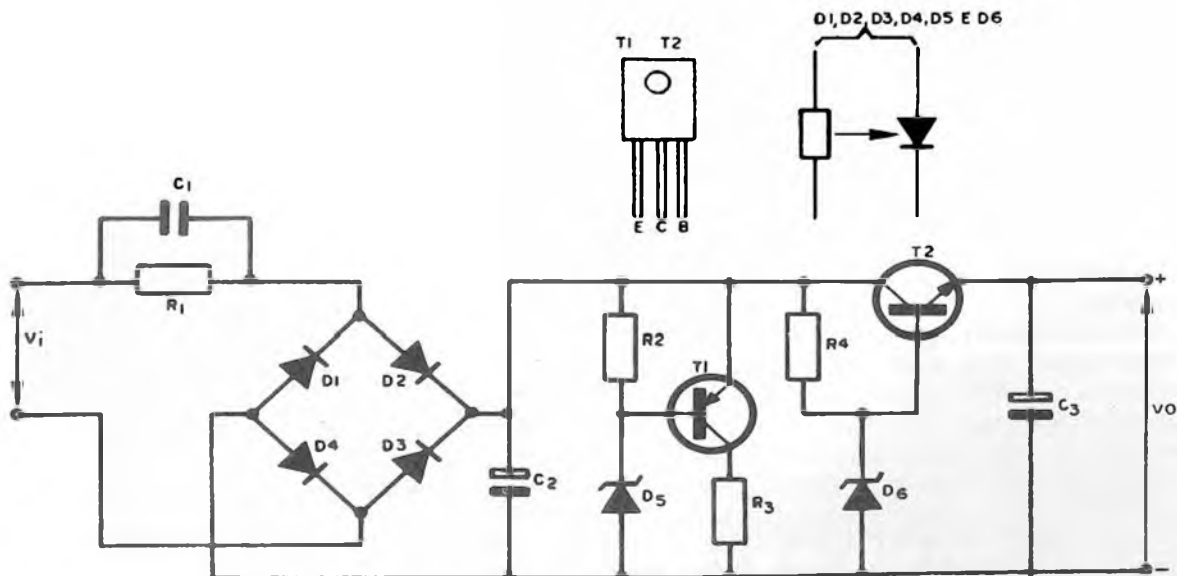 D1, D2, D3, D4, D5 E D6
T1 T2
E C B
C1
R1
Vi
D1 D2
D4 D3
C2
R2
T1
D5
R3
R4
T2
D6
C3
+
VO
-